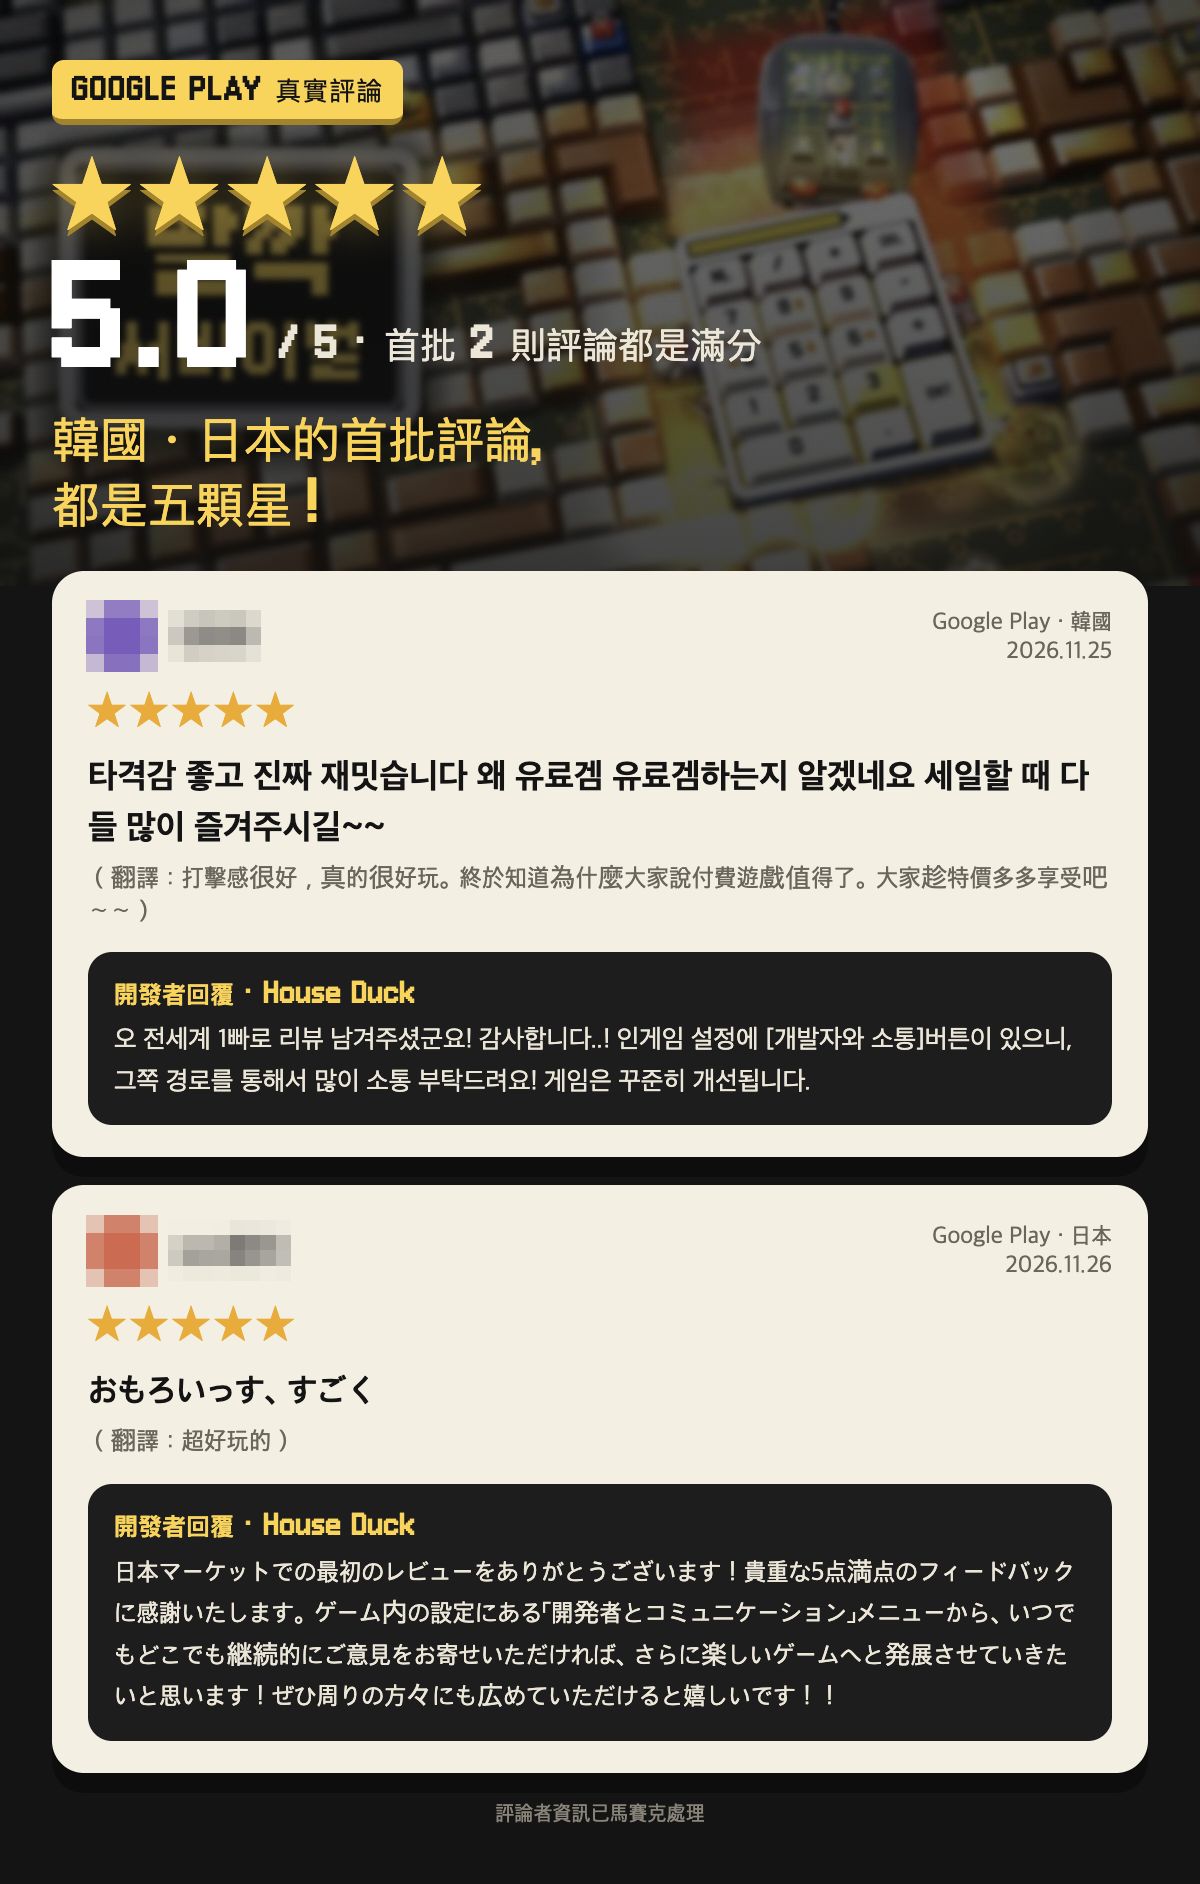 GOOGLE PLAY 真實評論
5.0 / 5 · 首批 2 則評論都是滿分
韓國・日本的首批評論,
都是五顆星!
Google Play · 韓國
2026.11.25
★★★★★
타격감 좋고 진짜 재밋습니다 왜 유료겜 유료겜하는지 알겠네요 세일할 때 다
들 많이 즐겨주시길~~
(翻譯：打擊感很好，真的很好玩。終於知道為什麼大家說付費遊戲值得了。大家趁特價多多享受吧
~~)
開發者回覆 · House Duck
오 전세계 1빠로 리뷰 남겨주셨군요! 감사합니다..! 인게임 설정에 [개발자와 소통]버튼이 있으니,
그쪽 경로를 통해서 많이 소통 부탁드려요! 게임은 꾸준히 개선됩니다.
Google Play · 日本
2026.11.26
★★★★★
おもろいっす、すごく
(翻譯：超好玩的)
開發者回覆 · House Duck
日本マーケットでの最初のレビューをありがとうございます！貴重な5点満点のフィードバック
に感謝いたします。ゲーム内の設定にある「開発者とコミュニケーション」メニューから、いつで
もどこでも継続的にご意見をお寄せいただければ、さらに楽しいゲームへと発展させていきた
いと思います！ぜひ周りの方々にも広めていただけると嬉しいです！！
評論者資訊已馬賽克處理